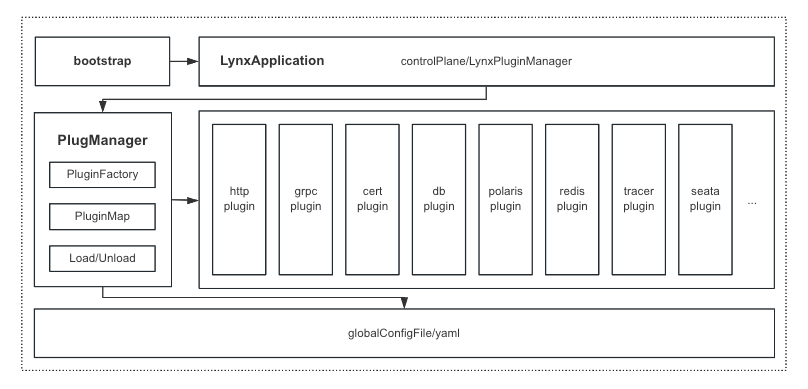 bootstrap
LynxApplication
controlPlane/LynxPluginManager
PlugManager
PluginFactory
PluginMap
Load/Unload
http
plugin
grpc
plugin
cert
plugin
db
plugin
polaris
plugin
redis
plugin
tracer
plugin
seata
plugin
...
globalConfigFile/yaml